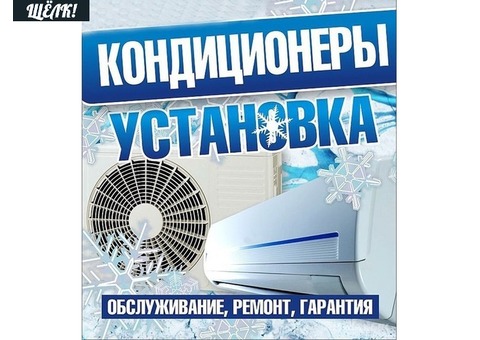 ЩЁЛК!
КОНДИЦИОНЕРЫ
УСТАНОВКА
ОБСЛУЖИВАНИЕ, РЕМОНТ, ГАРАНТИЯ